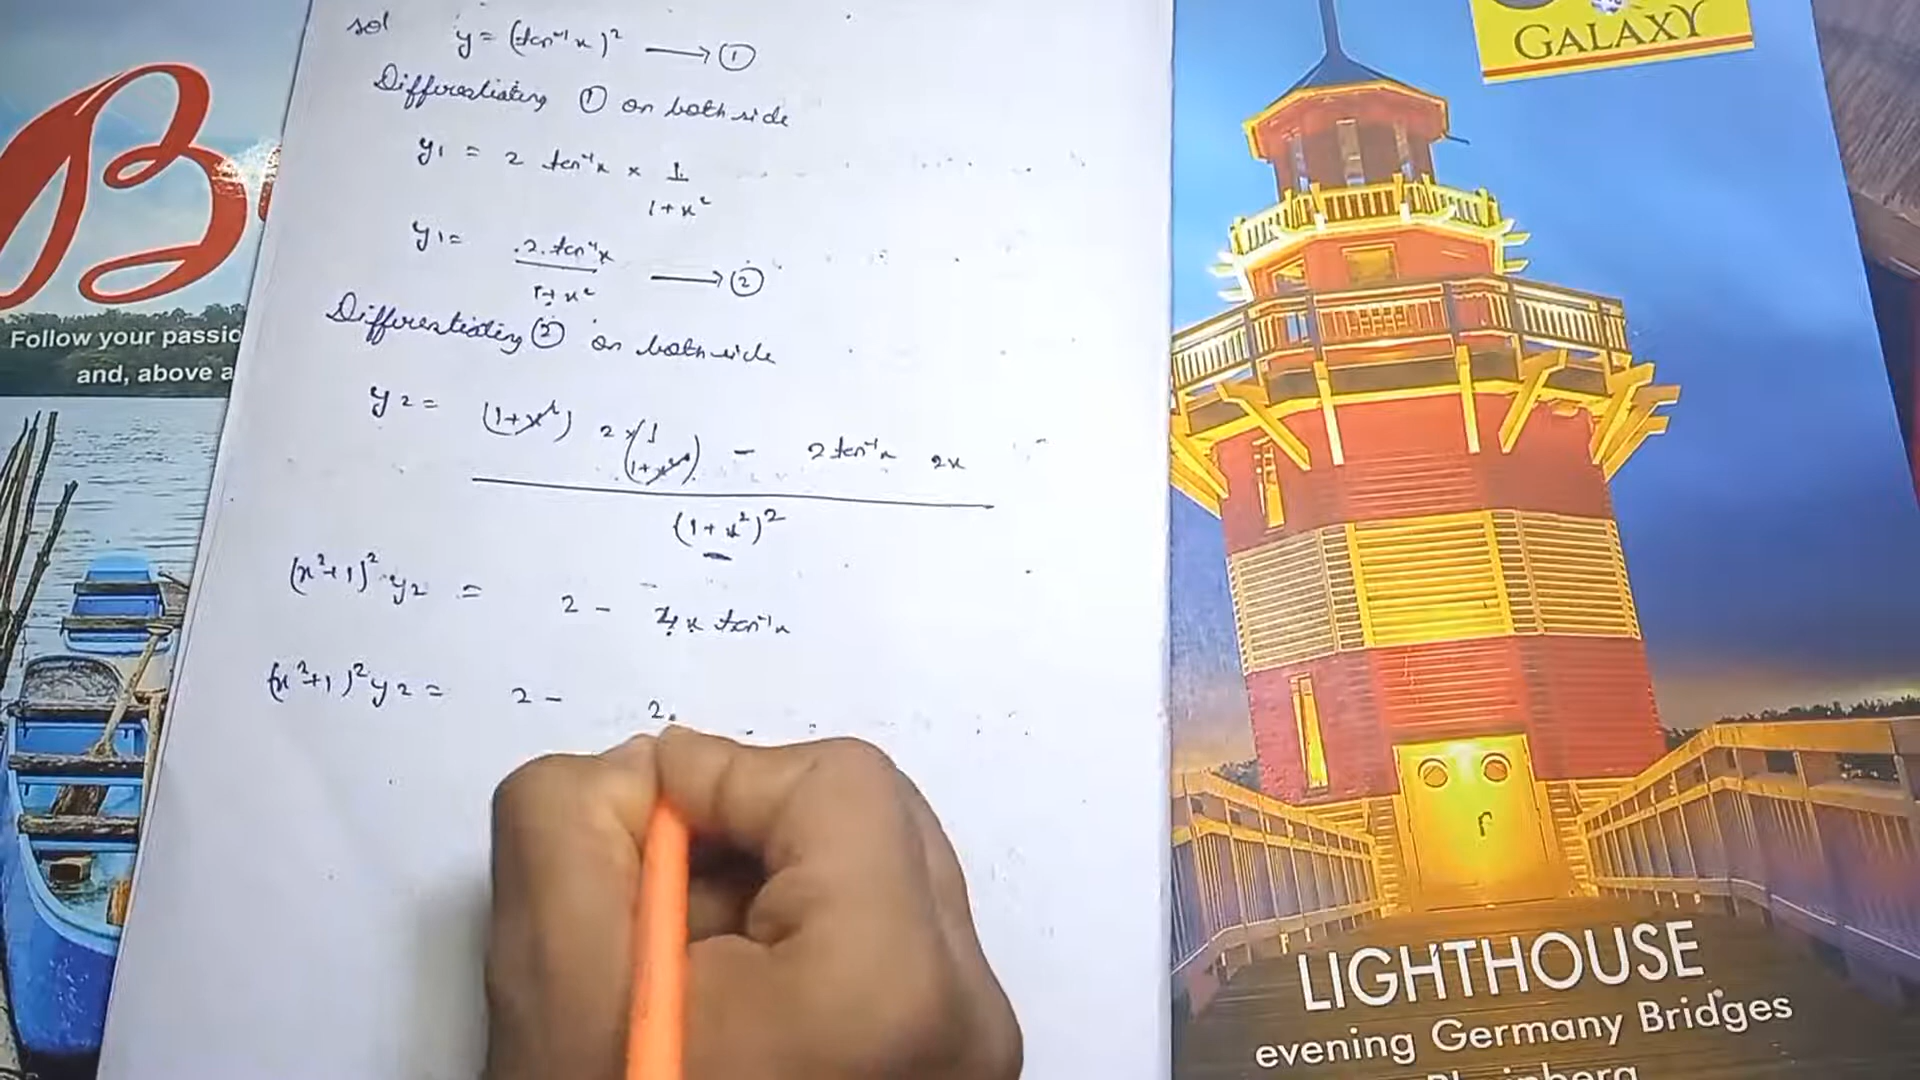 sol y = (tan⁻¹x)² ⟶ ①
Differentiating ① on both side
y₁ = 2 tan⁻¹x × 1/1+x²
y₁ = 2.tan⁻¹x/1+x² ⟶ ②
Differentiating ② on both side
y₂ = (1+x²) 2×(1/1+x²) - 2tan⁻¹x 2x
(1+x²)²
(x²+1)² y₂ = 2 - 4x tan⁻¹x
(x²+1)² y₂ = 2 - 2.
B
Follow your passio
and, above a
GALAXY
LIGHTHOUSE
evening Germany Bridges